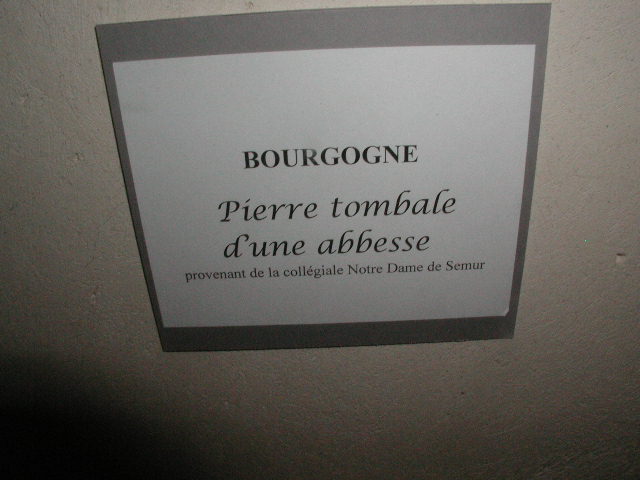 BOURGOGNE
Pierre tombale
d'une abbesse
provenant de la collégiale Notre Dame de Semur